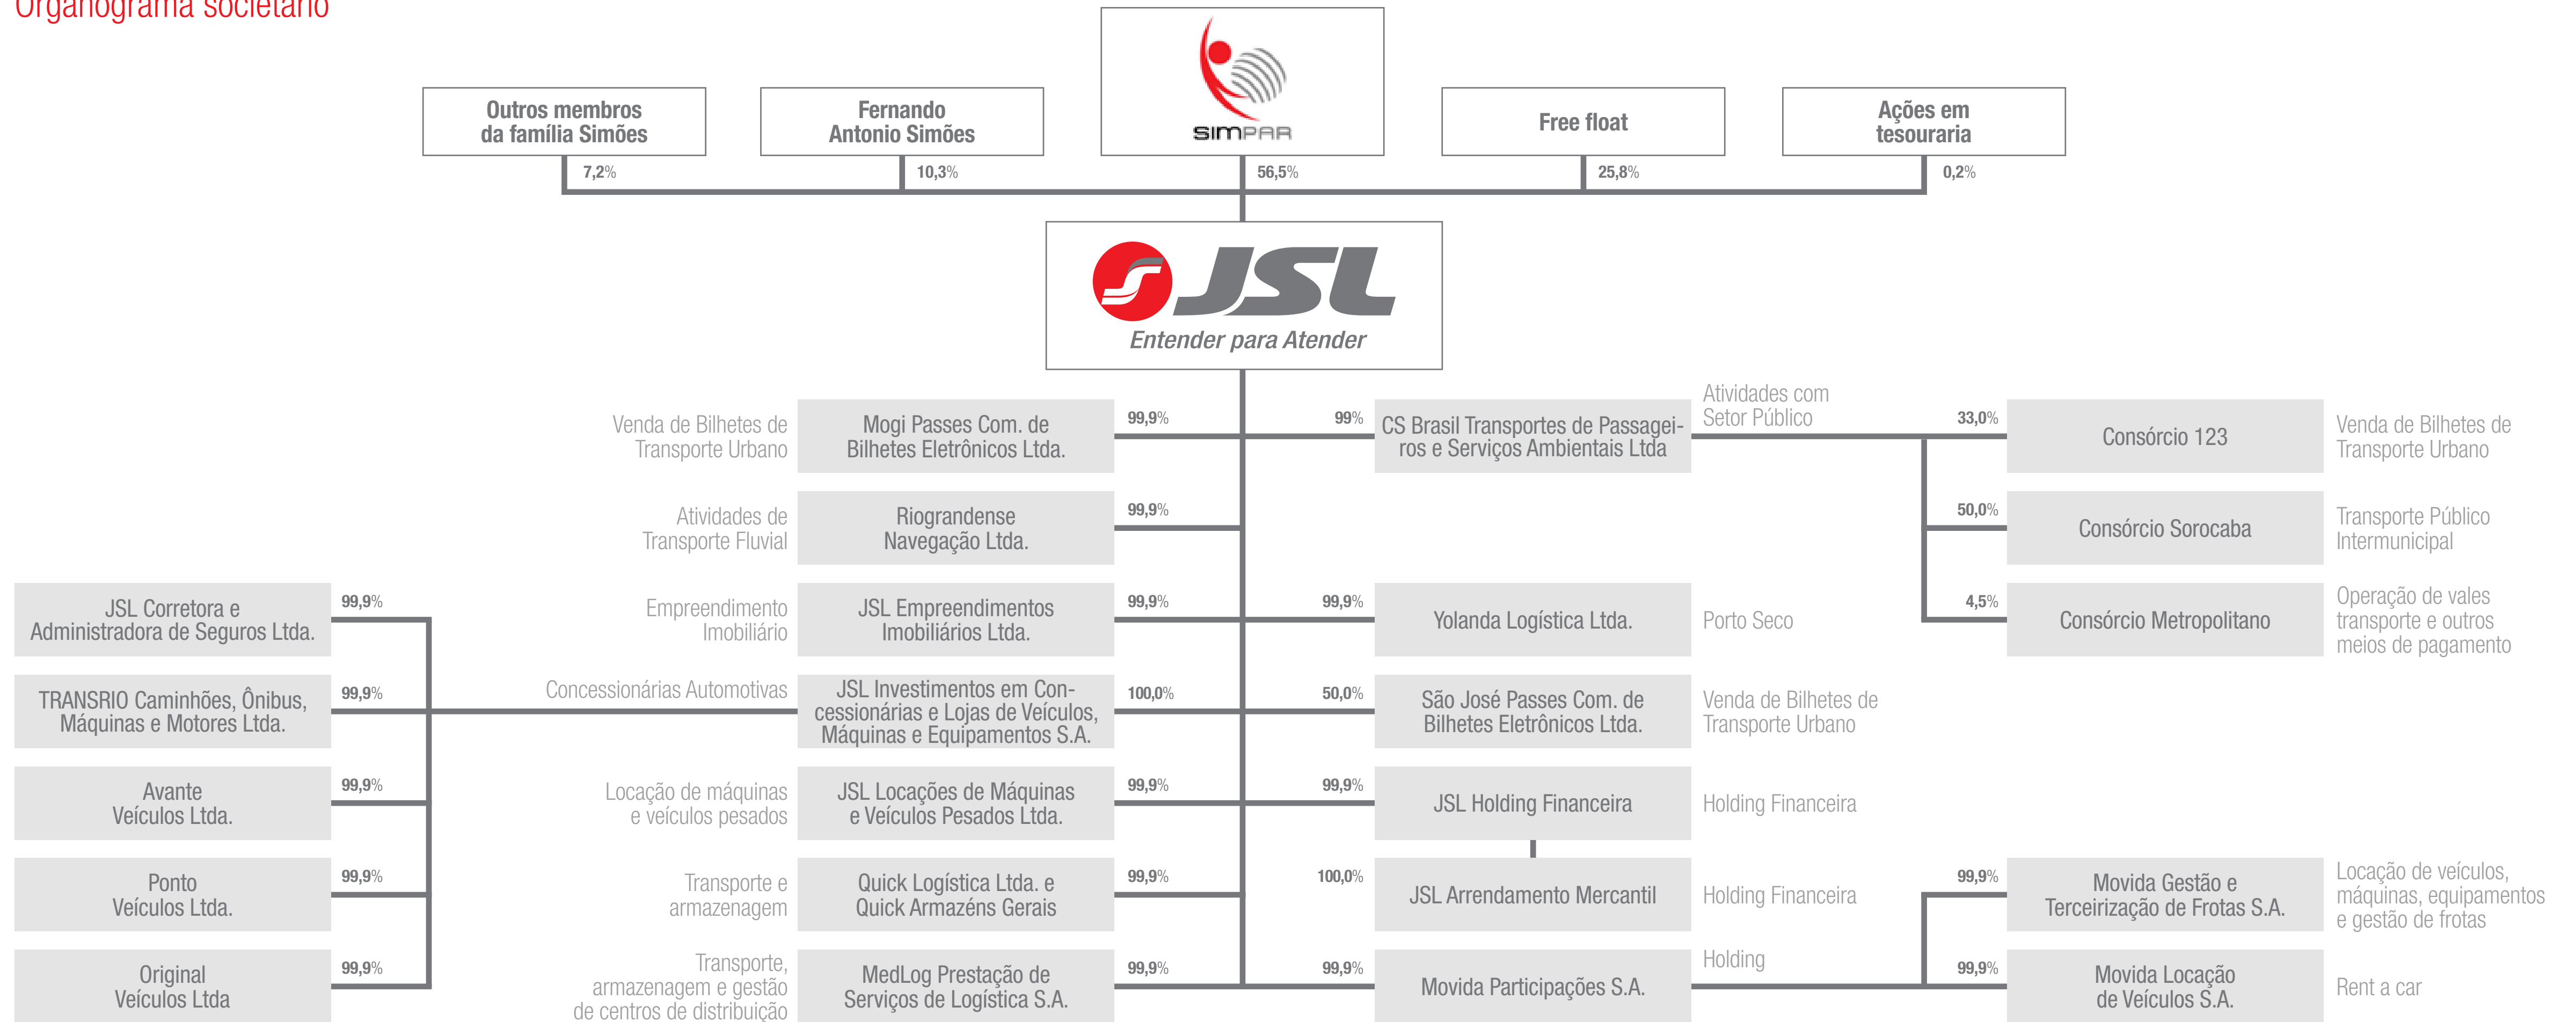 Organograma societário
SIMPAR
Outros membros
da família Simões
Fernando
Antonio Simões
Free float
Ações em
tesouraria
7,2%
10,3%
56,5%
25,8%
0,2%
JSL
Entender para Atender
Venda de Bilhetes de
Transporte Urbano
Mogi Passes Com. de
Bilhetes Eletrônicos Ltda.
99,9%
99%
CS Brasil Transportes de Passagei-
ros e Serviços Ambientais Ltda
Atividades com
Setor Público
33,0%
Consórcio 123
Venda de Bilhetes de
Transporte Urbano
Atividades de
Transporte Fluvial
Riograndense
Navegação Ltda.
99,9%
50,0%
Consórcio Sorocaba
Transporte Público
Intermunicipal
JSL Corretora e
Administradora de Seguros Ltda.
99,9%
Empreendimento
Imobiliário
JSL Empreendimentos
Imobiliários Ltda.
99,9%
99,9%
Yolanda Logística Ltda.
Porto Seco
4,5%
Consórcio Metropolitano
Operação de vales
transporte e outros
meios de pagamento
TRANSRIO Caminhões, Ônibus,
Máquinas e Motores Ltda.
99,9%
Concessionárias Automotivas
JSL Investimentos em Con-
cessionárias e Lojas de Veículos,
Máquinas e Equipamentos S.A.
100,0%
50,0%
São José Passes Com. de
Bilhetes Eletrônicos Ltda.
Venda de Bilhetes de
Transporte Urbano
Avante
Veículos Ltda.
99,9%
Locação de máquinas
e veículos pesados
JSL Locações de Máquinas
e Veículos Pesados Ltda.
99,9%
99,9%
JSL Holding Financeira
Holding Financeira
Ponto
Veículos Ltda.
99,9%
Transporte e
armazenagem
Quick Logística Ltda. e
Quick Armazéns Gerais
99,9%
100,0%
JSL Arrendamento Mercantil
Holding Financeira
99,9%
Movida Gestão e
Terceirização de Frotas S.A.
Locação de veículos,
máquinas, equipamentos
e gestão de frotas
Original
Veículos Ltda
99,9%
Transporte,
armazenagem e gestão
de centros de distribuição
MedLog Prestação de
Serviços de Logística S.A.
99,9%
99,9%
Movida Participações S.A.
Holding
99,9%
Movida Locação
de Veículos S.A.
Rent a car